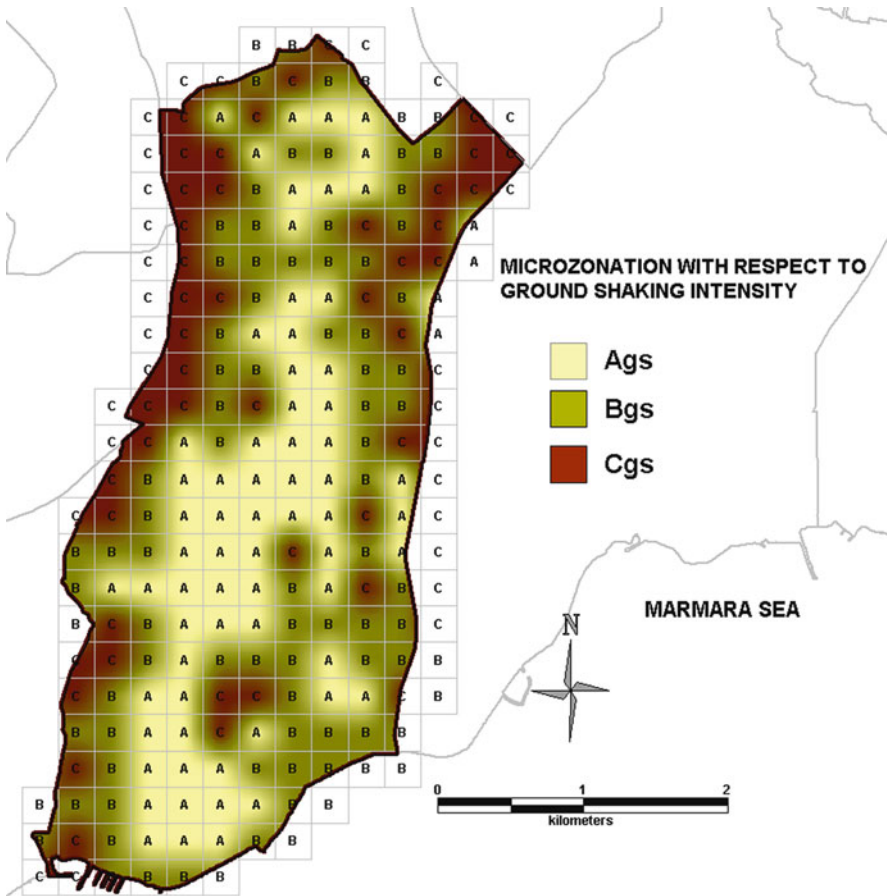 B B C
C C B C B B C
C C A C A A A B B C C
C C C A B B A B B C C
C C C B A A A B C C C
C C B B A B C B C A
C C B B B B B C C A
C C C B A A C B A
C C B A A B B C A
C C B B A A B B C
C C C B C A A B B C
C C A B A A A B C C
C B A A A A A B A C
C C B A A A A A C A C
B B B A A A C A B A C
B A A A A A B A C B C
B C B A A A B B B B C
C C B A B B B A B B B
C B A A C C B A A C B
B B A A C A B B B B
C B A A A B B B B B
B B B A A A A B B
B C B A A A B B
C C B B B
MICROZONATION WITH RESPECT TO
GROUND SHAKING INTENSITY
Ags
Bgs
Cgs
MARMARA SEA
N
0 1 2
kilometers